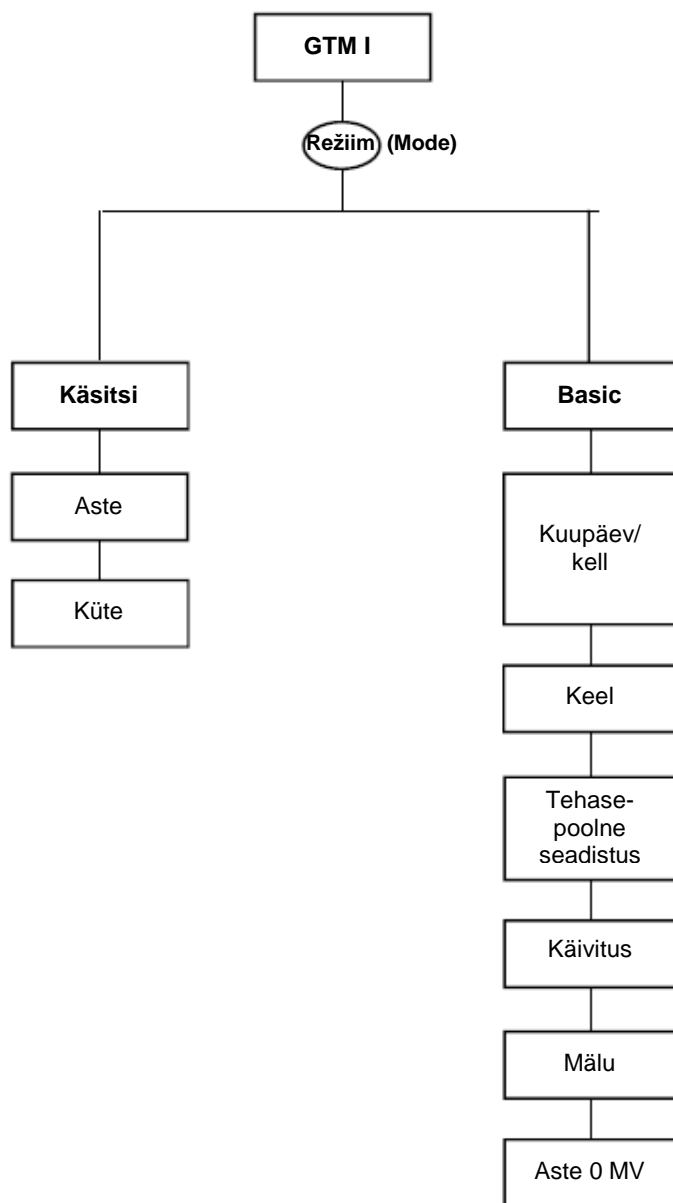 GTM I
Režiim (Mode)
Käsitsi
Aste
Küte
Basic
Kuupäev/
kell
Keel
Tehase-
poolne
seadistus
Käivitus
Mälu
Aste 0 MV